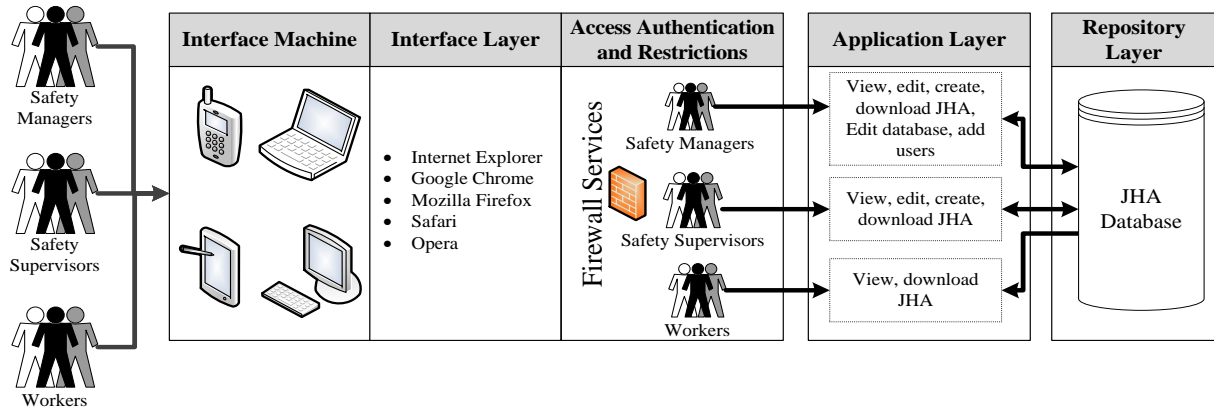 Safety
Managers
Safety
Supervisors
Workers
Interface Machine
Interface Layer
• Internet Explorer
• Google Chrome
• Mozilla Firefox
• Safari
• Opera
Access Authentication
and Restrictions
Firewall Services
Safety Managers
Safety Supervisors
Workers
Application Layer
View, edit, create,
download JHA,
Edit database, add
users
View, edit, create,
download JHA
View, download
JHA
Repository
Layer
JHA
Database